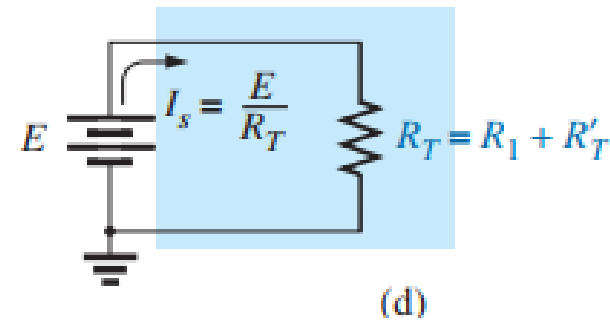 E
I_s = E/R_T
R_T = R_1 + R'_T
(d)